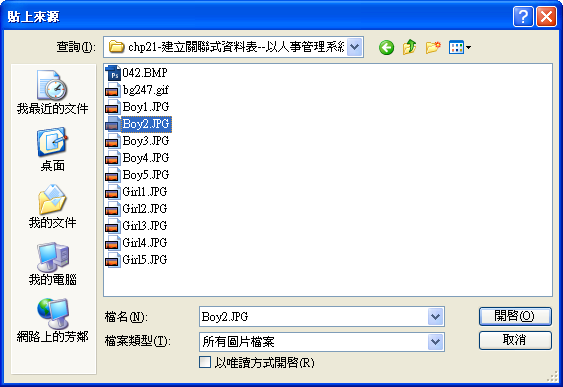 貼上來源
查詢(I):
chp21-建立關聯式資料表--以人事管理系統
我最近的文件
桌面
我的文件
我的電腦
網路上的芳鄰
042.BMP
bg247.gif
Boy1.JPG
Boy2.JPG
Boy3.JPG
Boy4.JPG
Boy5.JPG
Girl1.JPG
Girl2.JPG
Girl3.JPG
Girl4.JPG
Girl5.JPG
檔名(N):
Boy2.JPG
開啓(O)
檔案類型(T):
所有圖片檔案
取消
以唯讀方式開啓(R)